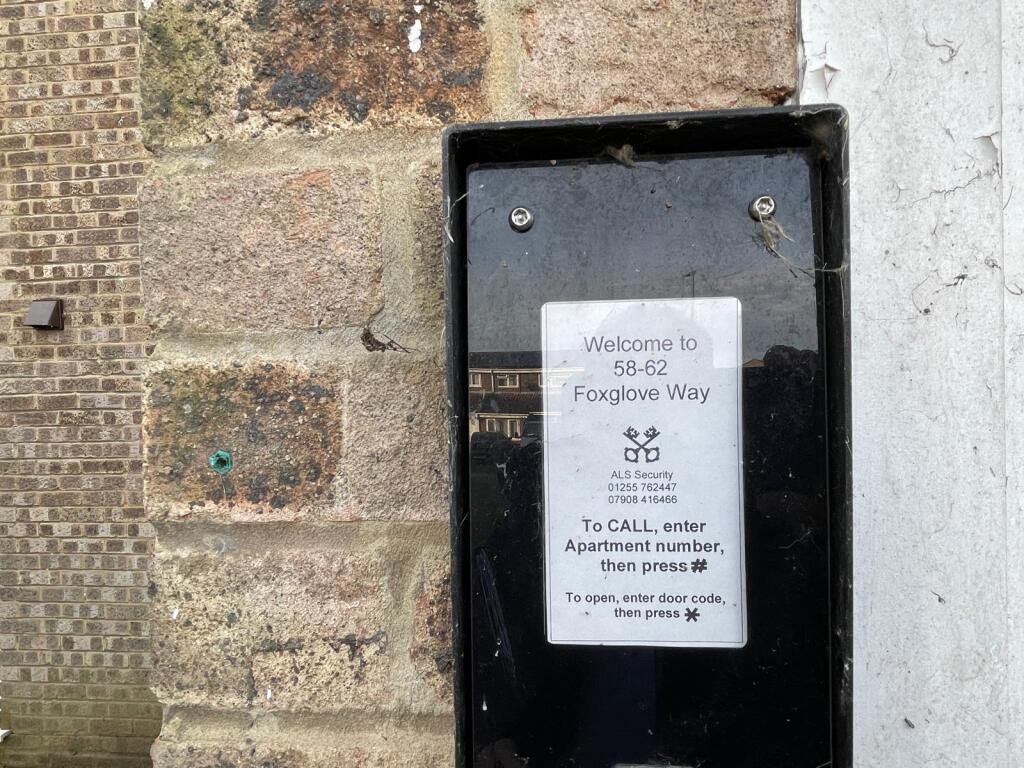 Welcome to
58-62
Foxglove Way
ALS Security
01255 762447
07908 416466
To CALL, enter
Apartment number,
then press #
To open, enter door code,
then press *